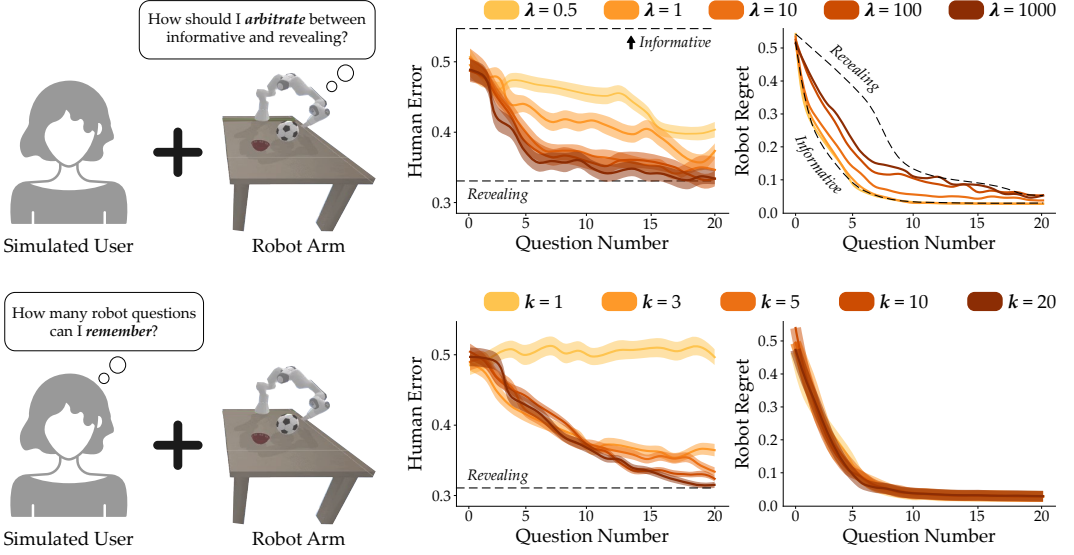 How should I arbitrate between
informative and revealing?
Simulated User
Robot Arm
λ = 0.5
λ = 1
λ = 10
λ = 100
λ = 1000
Human Error
0.5
0.4
0.3
Informative
Revealing
0
5
10
15
20
Question Number
Robot Regret
0.5
0.4
0.3
0.2
0.1
0.0
Revealing
Informative
0
5
10
15
20
Question Number
How many robot questions
can I remember?
Simulated User
Robot Arm
k = 1
k = 3
k = 5
k = 10
k = 20
Human Error
0.5
0.4
0.3
Revealing
0
5
10
15
20
Question Number
Robot Regret
0.5
0.4
0.3
0.2
0.1
0.0
0
5
10
15
20
Question Number